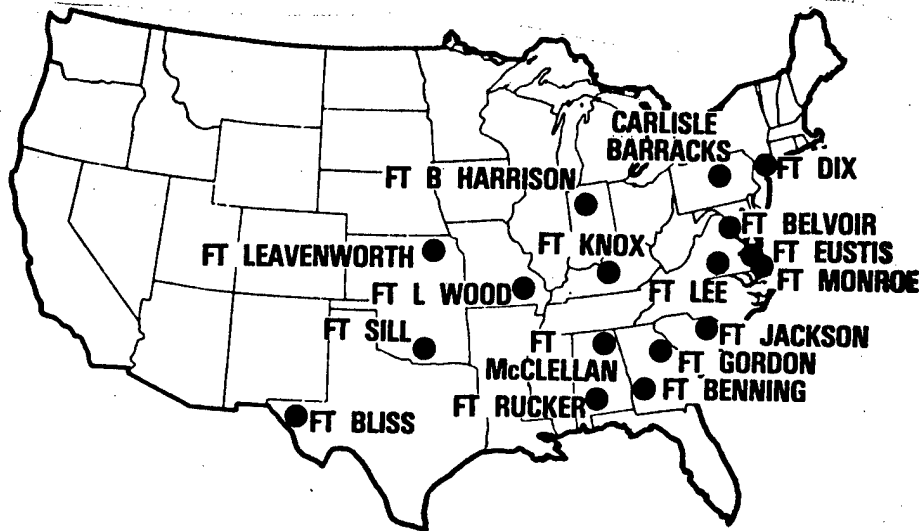 CARLISLE
BARRACKS
FT DIX
FT B HARRISON
FT BELVOIR
FT KNOX
FT EUSTIS
FT LEAVENWORTH
FT MONROE
FT L WOOD
FT LEE
FT SILL
FT
McCLELLAN
FT JACKSON
FT GORDON
FT BENNING
FT RUCKER
FT BLISS